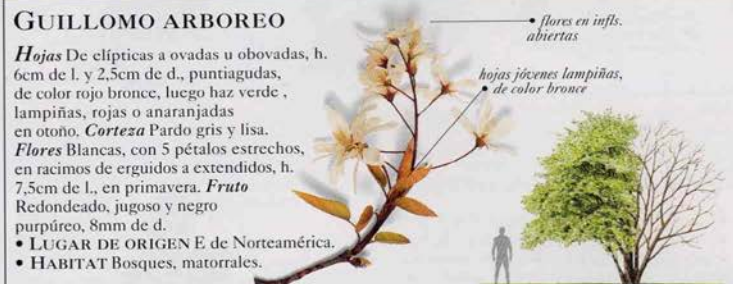 GUILLOMO ARBOREO
Hojas De elípticas a ovadas u obovadas, h.
6cm de l. y 2,5cm de d., puntiagudas,
de color rojo bronce, luego haz verde ,
lampiñas, rojas o anaranjadas
en otoño. Corteza Pardo gris y lisa.
Flores Blancas, con 5 pétalos estrechos,
en racimos de erguidos a extendidos, h.
7,5cm de l., en primavera. Fruto
Redondeado, jugoso y negro
purpúreo, 8mm de d.
• LUGAR DE ORIGEN E de Norteamérica.
• HABITAT Bosques, matorrales.
• flores en infls.
abiertas
hojas jóvenes lampiñas,
• de color bronce